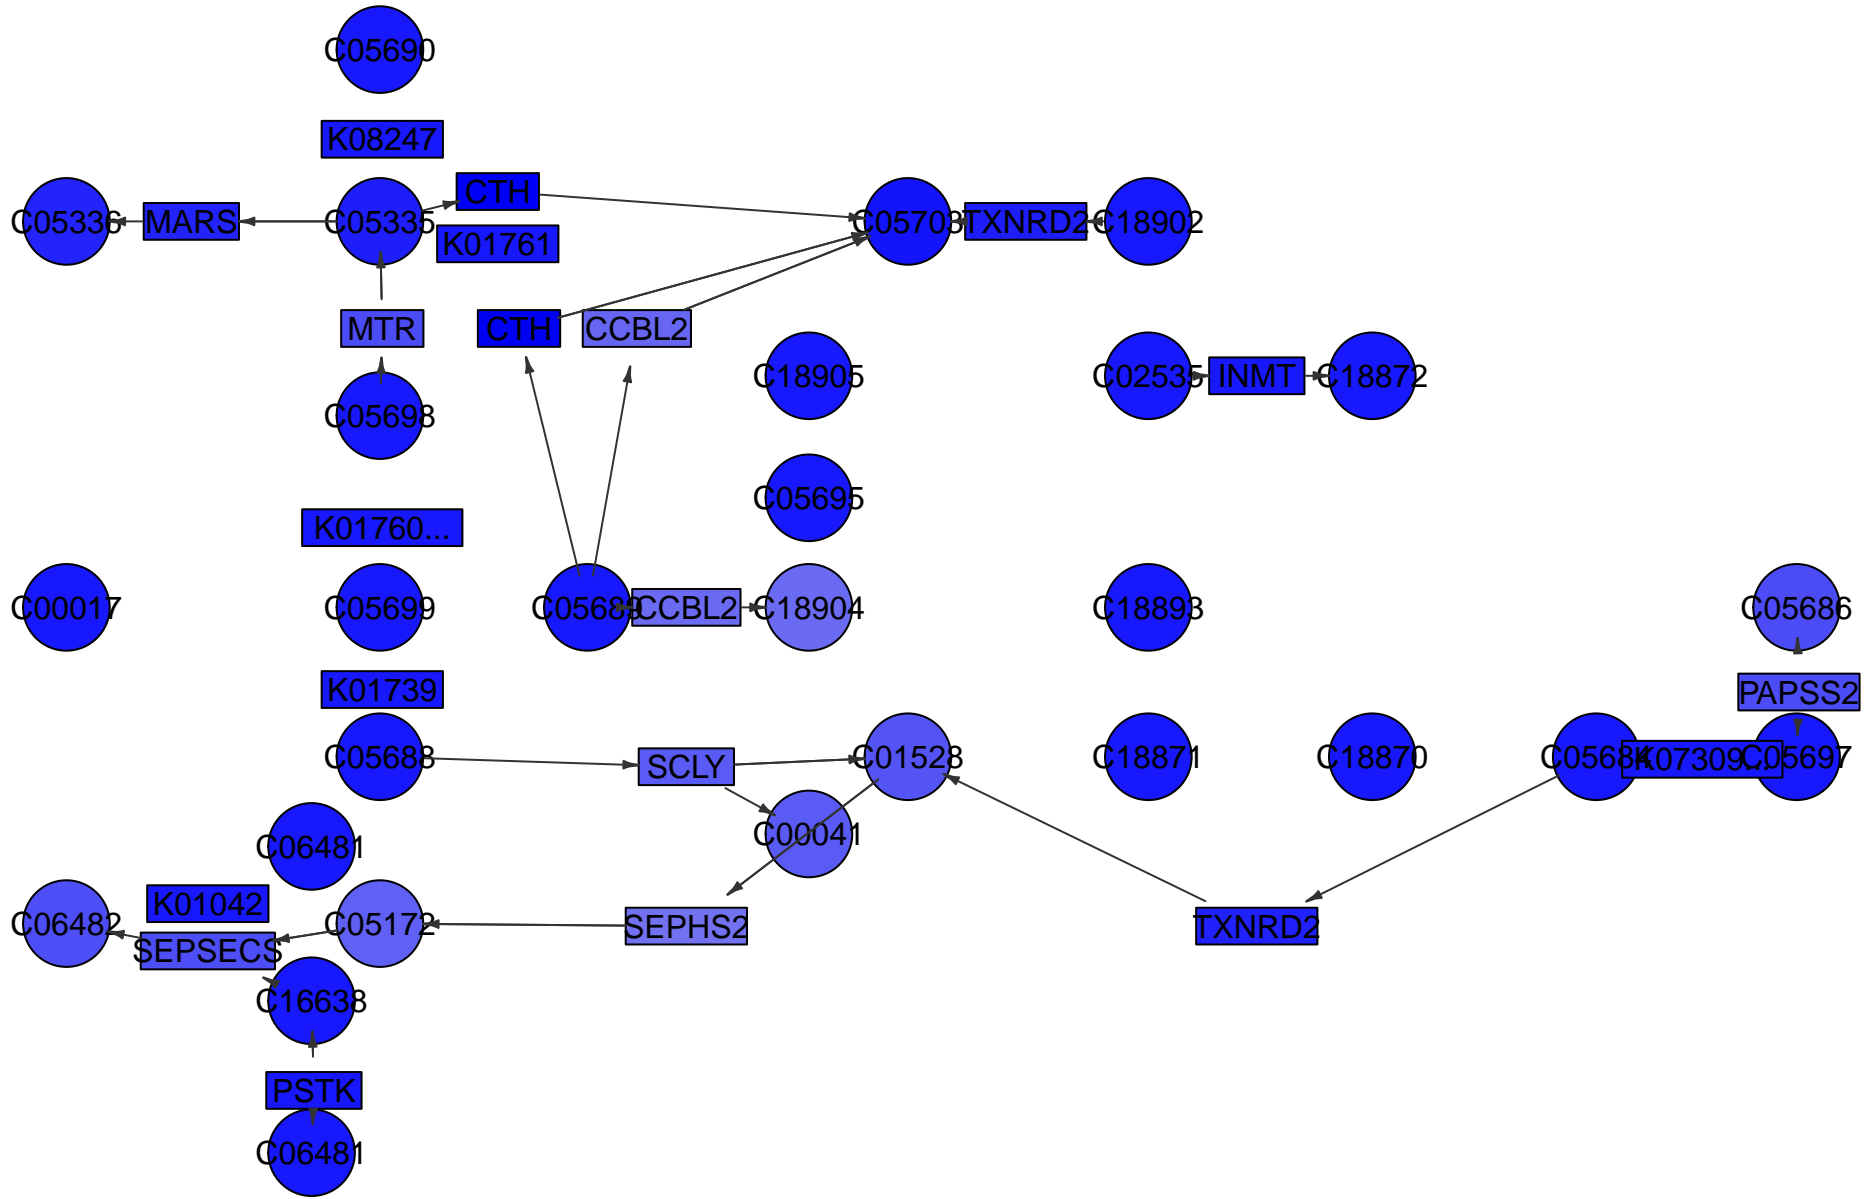 C05690
K08247
CTH
C05336
MARS
C05335
C05703
TXNRD2
C18902
K01761
MTR
CTH
CCBL2
C18905
C02535
INMT
C18872
C05698
C05695
K01760...
C00017
C05699
C05689
CCBL2
C18904
C18893
C05686
K01739
PAPSS2
C05688
SCLY
C01528
C18871
C18870
C05684
K07309...
C05697
C00041
C06481
K01042
C06482
C05172
SEPHS2
TXNRD2
SEPSECS
C16638
PSTK
C06481